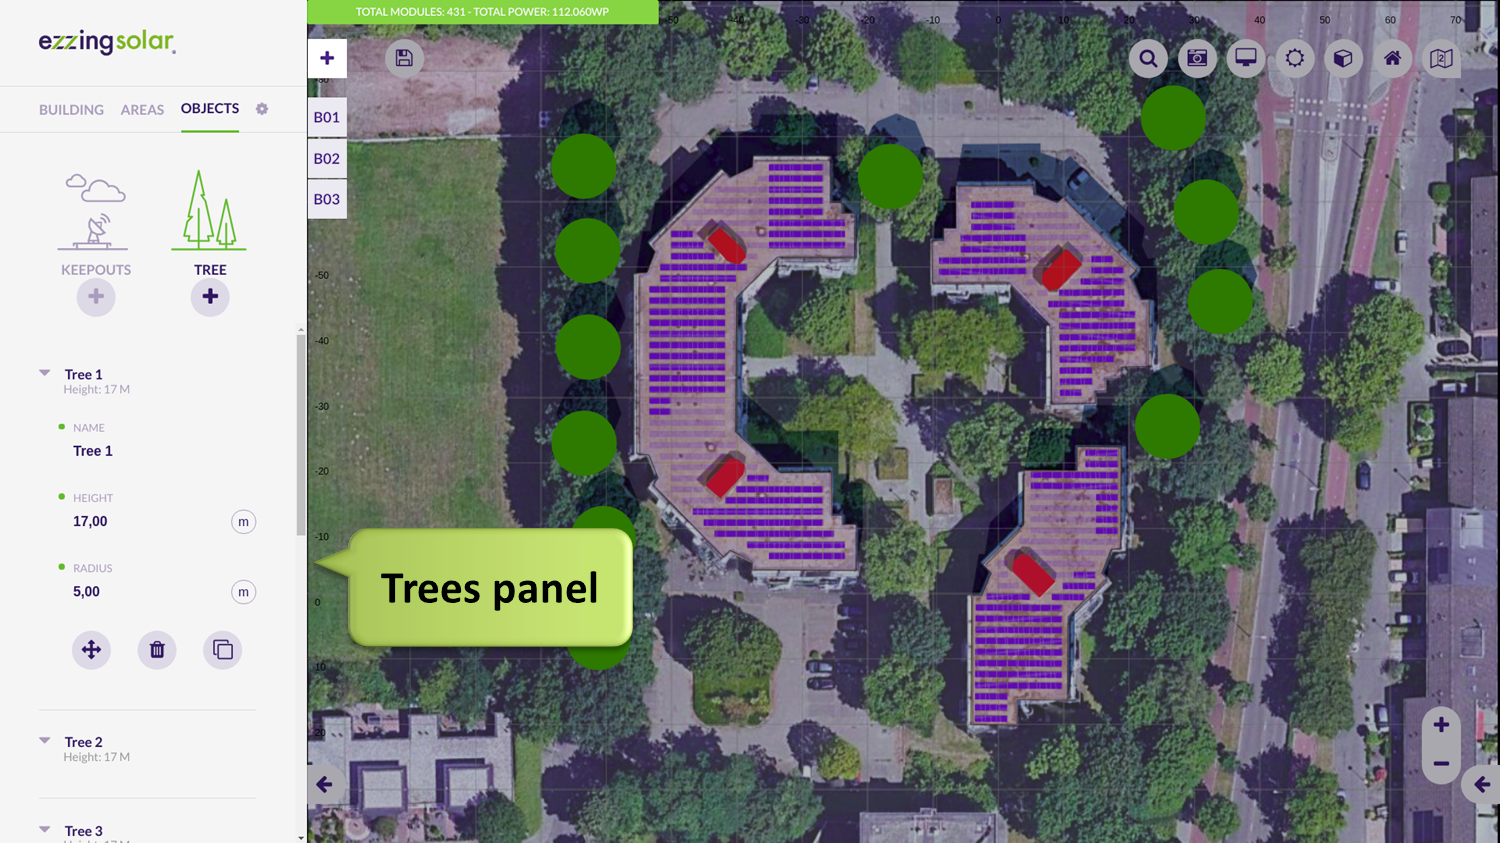 TOTAL MODULES: 431 - TOTAL POWER: 112.060WP
-50 -40 -30 -20 -10 0 10 20 30 40 50 60 70
ezzingsolar
BUILDING AREAS OBJECTS
B01
B02
B03
2
KEEPOUTS TREE
-50
-40
-30
-20
-10
0
10
20
Tree 1
Height: 17 M
NAME
Tree 1
HEIGHT
17,00 m
RADIUS
5,00 m
Trees panel
Tree 2
Height: 17 M
Tree 3
Height: 17 M